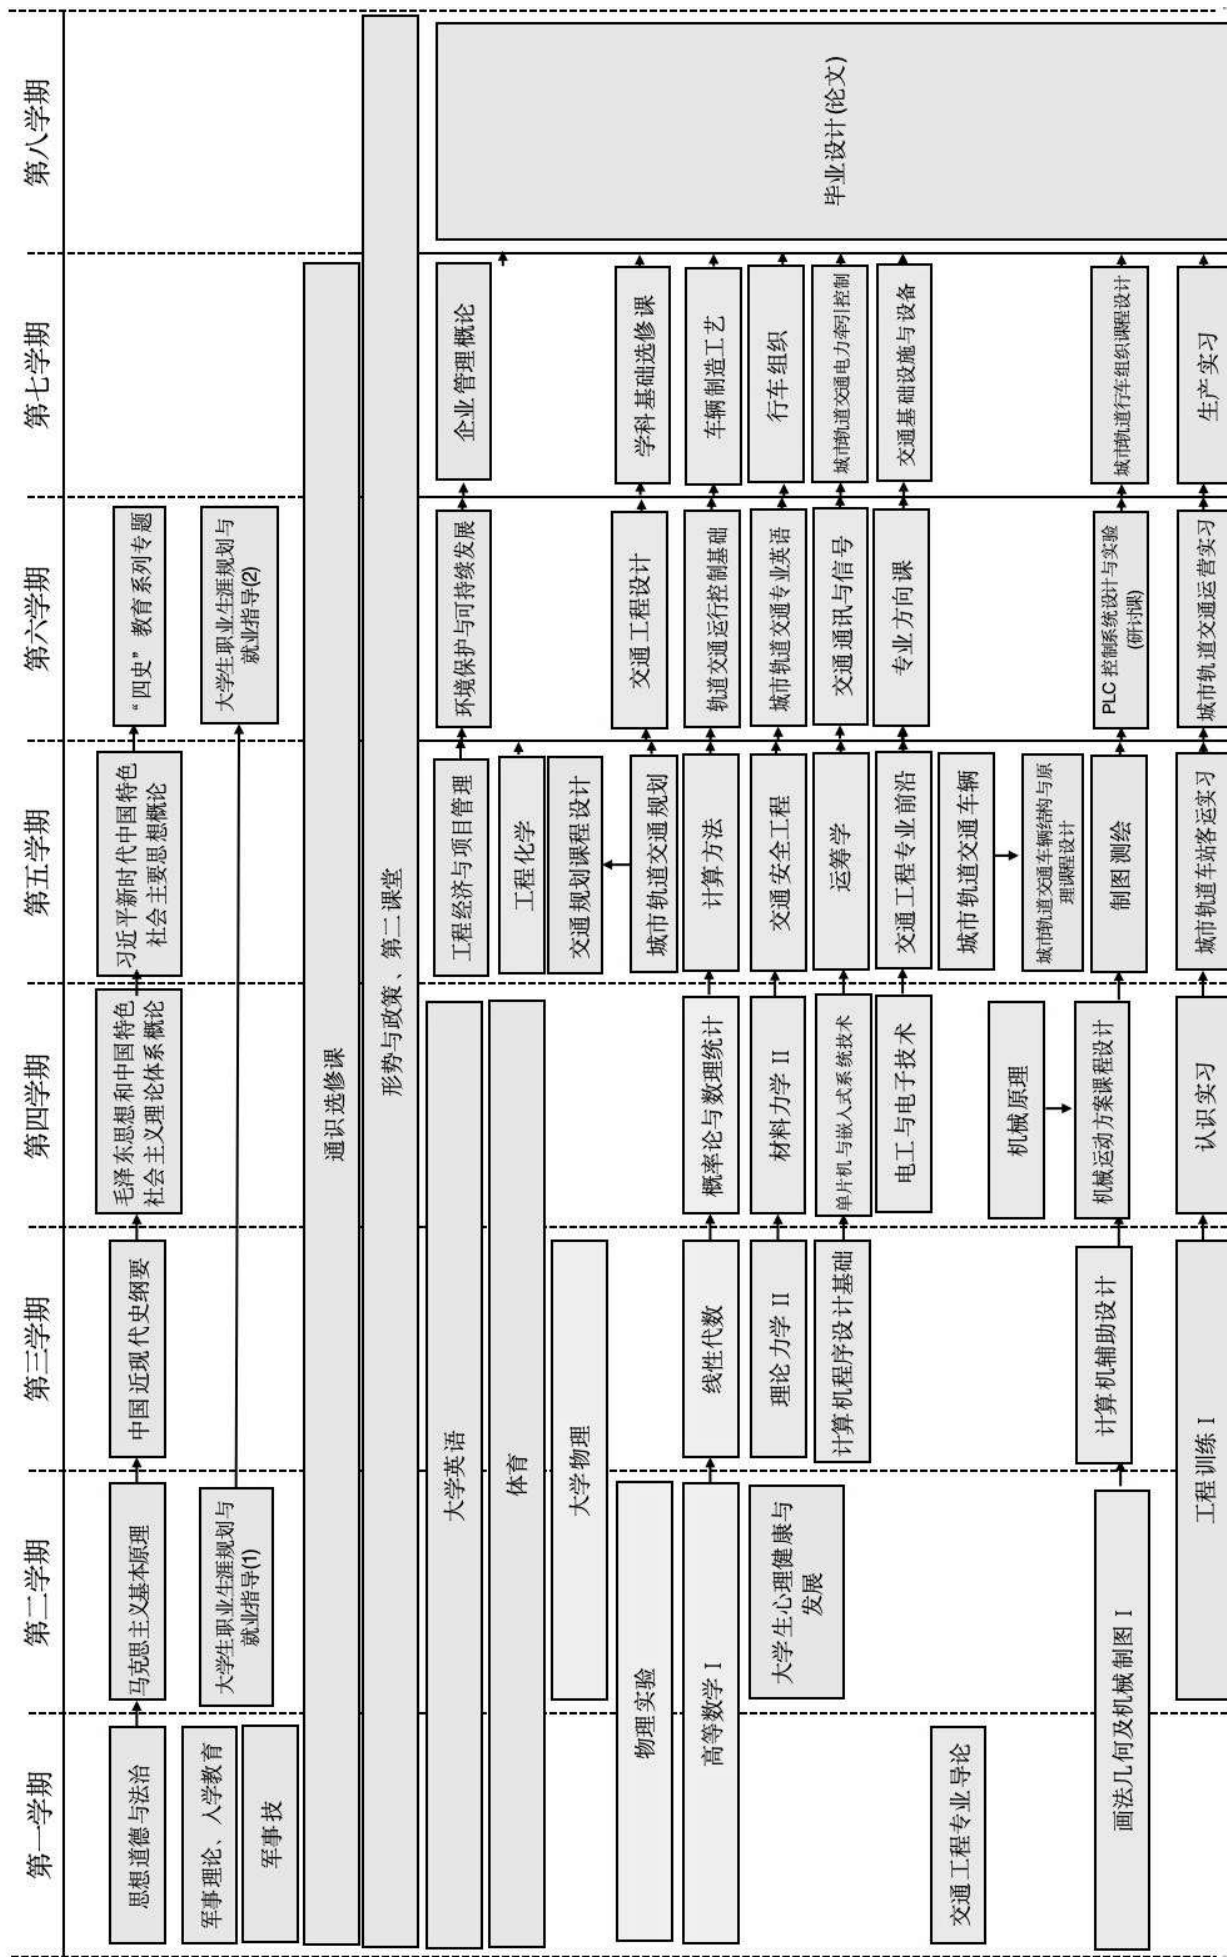 第一学期
第二学期
第三学期
第四学期
第五学期
第六学期
第七学期
第八学期
思想道德与法治
马克思主义基本原理
中国近现代史纲要
毛泽东思想和中国特色
社会主义理论体系概论
习近平新时代中国特色
社会主要思想概论
“四史”教育系列专题
军事理论、人学教育
大学生职业生涯规划与
就业指导(1)
大学生职业生涯规划与
就业指导(2)
军事技
通识选修课
形势与政策、第二课堂
大学英语
工程经济与项目管理
环境保护与可持续发展
企业管理概论
毕业设计(论文)
体育
工程化学
大学物理
交通规划课程设计
物理实验
城市轨道交通规划
交通工程设计
学科基础选修课
高等数学 I
线性代数
概率论与数理统计
计算方法
轨道交通运行控制基础
车辆制造工艺
大学生心理健康与
发展
理论力学 II
材料力学 II
交通安全工程
城市轨道交通专业英语
行车组织
计算机程序设计基础
单片机与嵌入式系统技术
运筹学
交通通讯与信号
城市轨道交通电力牵引控制
电工与电子技术
交通工程专业前沿
专业方向课
交通基础设施与设备
交通工程专业导论
城市轨道交通车辆
机械原理
城市轨道交通车辆结构与原
理课程设计
画法几何及机械制图 I
计算机辅助设计
机械运动方案课程设计
制图测绘
PLC 控制系统设计与实验
(研讨课)
城市轨道行车组织课程设计
工程训练 I
认识实习
城市轨道车站客运实习
城市轨道交通运营实习
生产实习